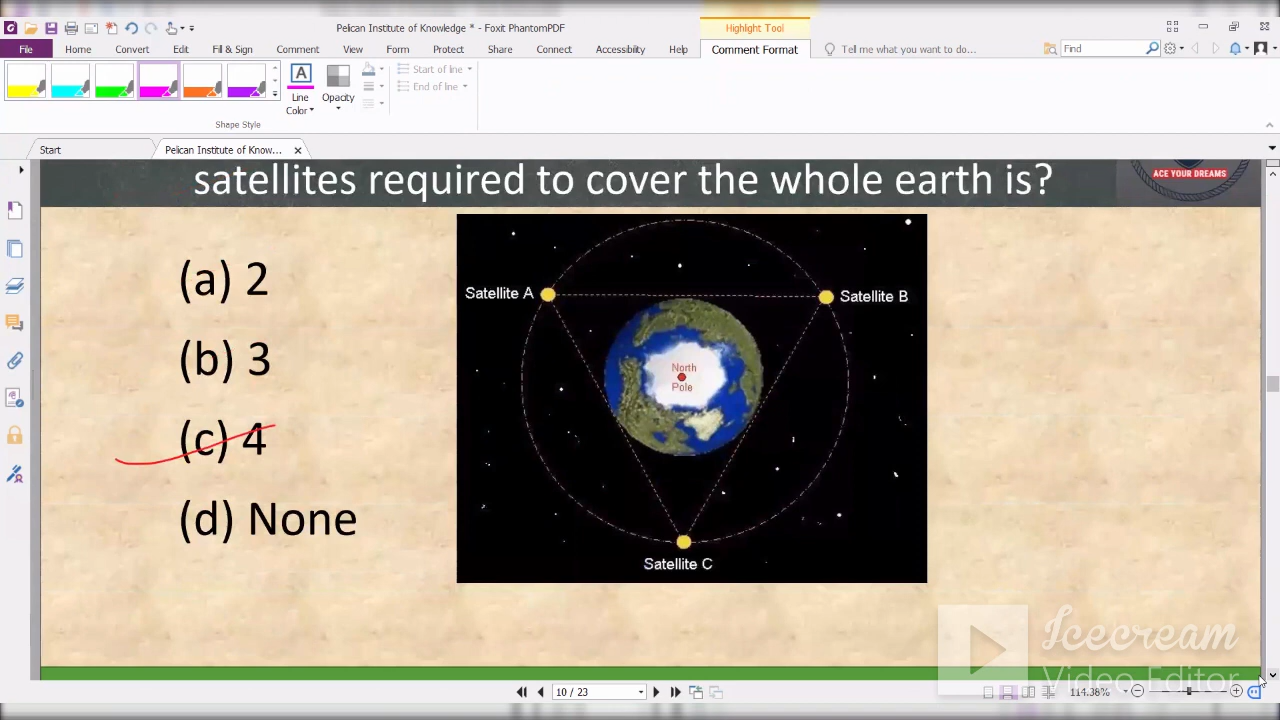 Pelican Institute of Knowledge * - Foxit PhantomPDF
Highlight Tool
File Home Convert Edit Fill & Sign Comment View Form Protect Share Connect Accessibility Help Comment Format Tell me what you want to do... Find
Line Color
Opacity
Start of line
End of line
Shape Style
Start
Pelican Institute of Know...
satellites required to cover the whole earth is?
ACE YOUR DREAMS
(a) 2
(b) 3
(c) 4
(d) None
Satellite A
Satellite B
North
Pole
Satellite C
Icecream
Video Editor
10 / 23
114.38%